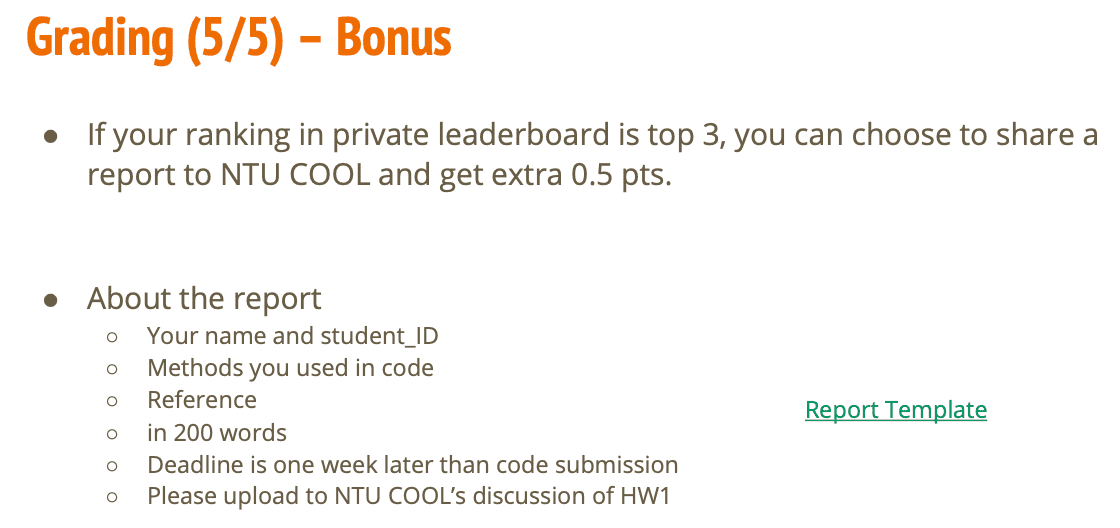 Grading (5/5) – Bonus
● If your ranking in private leaderboard is top 3, you can choose to share a
report to NTU COOL and get extra 0.5 pts.
● About the report
○ Your name and student_ID
○ Methods you used in code
○ Reference
Report Template
○ in 200 words
○ Deadline is one week later than code submission
○ Please upload to NTU COOL’s discussion of HW1